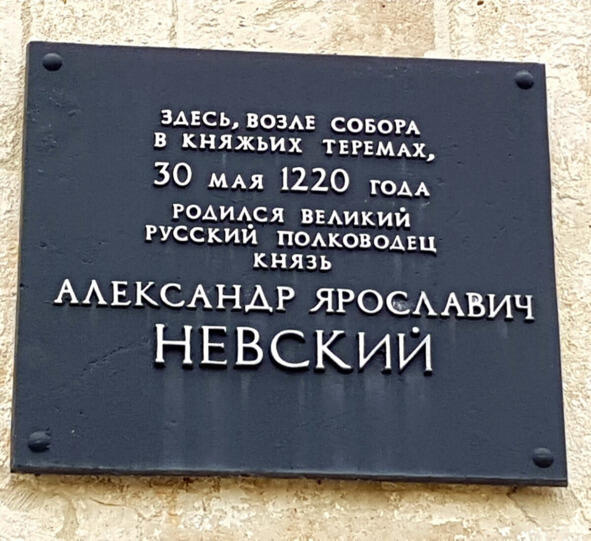 ЗДЕСЬ, ВОЗЛЕ СОБОРА
В КНЯЖЬИХ ТЕРЕМАХ,
30 МАЯ 1220 ГОДА
РОДИЛСЯ ВЕЛИКИЙ
РУССКИЙ ПОЛКОВОДЕЦ
КНЯЗЬ
АЛЕКСАНДР ЯРОСЛАВИЧ
НЕВСКИЙ